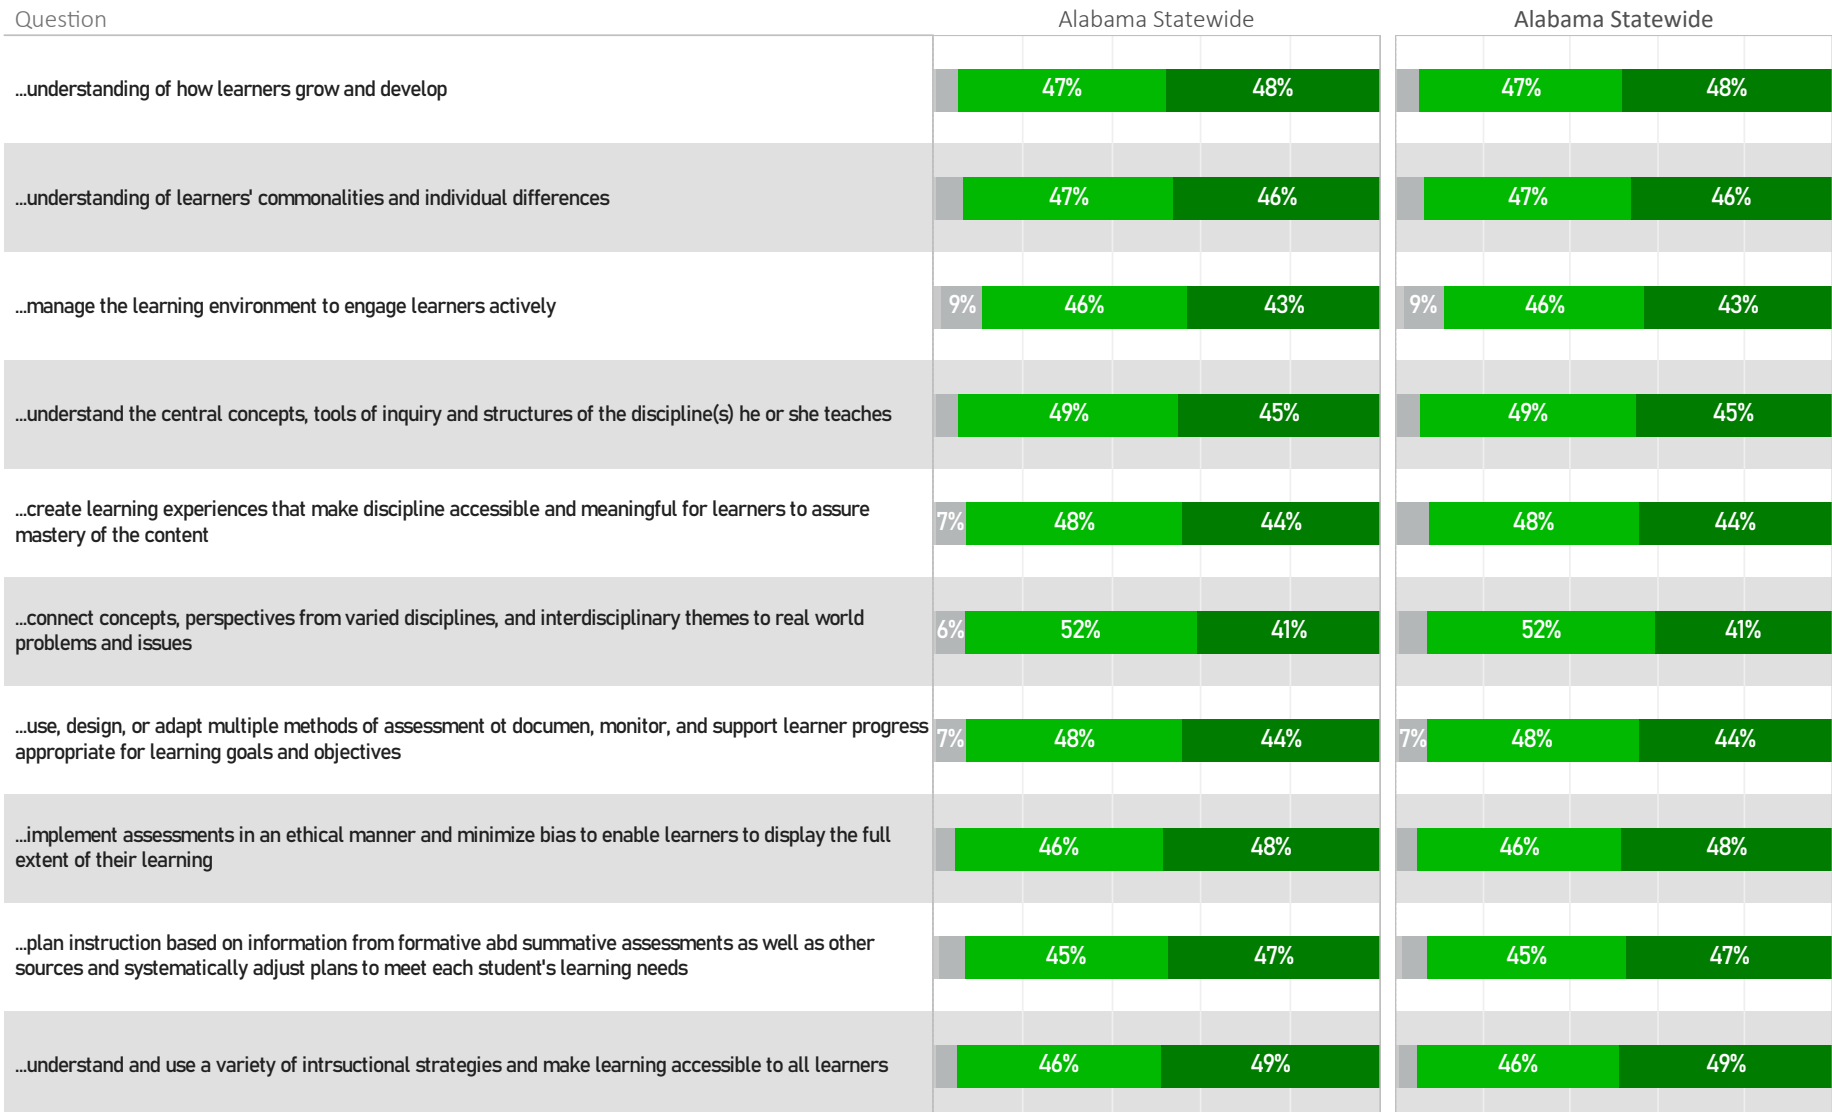 Question Alabama Statewide Alabama Statewide
...understanding of how learners grow and develop 47% 48% 47% 48%
...understanding of learners' commonalities and individual differences 47% 46% 47% 46%
...manage the learning environment to engage learners actively 9% 46% 43% 9% 46% 43%
...understand the central concepts, tools of inquiry and structures of the discipline(s) he or she teaches 49% 45% 49% 45%
...create learning experiences that make discipline accessible and meaningful for learners to assure
mastery of the content
7% 48% 44% 48% 44%
...connect concepts, perspectives from varied disciplines, and interdisciplinary themes to real world
problems and issues
6% 52% 41% 52% 41%
...use, design, or adapt multiple methods of assessment ot documen, monitor, and support learner progress
appropriate for learning goals and objectives
7% 48% 44% 7% 48% 44%
...implement assessments in an ethical manner and minimize bias to enable learners to display the full
extent of their learning
46% 48% 46% 48%
...plan instruction based on information from formative abd summative assessments as well as other
sources and systematically adjust plans to meet each student's learning needs
45% 47% 45% 47%
...understand and use a variety of intrsuctional strategies and make learning accessible to all learners 46% 49% 46% 49%